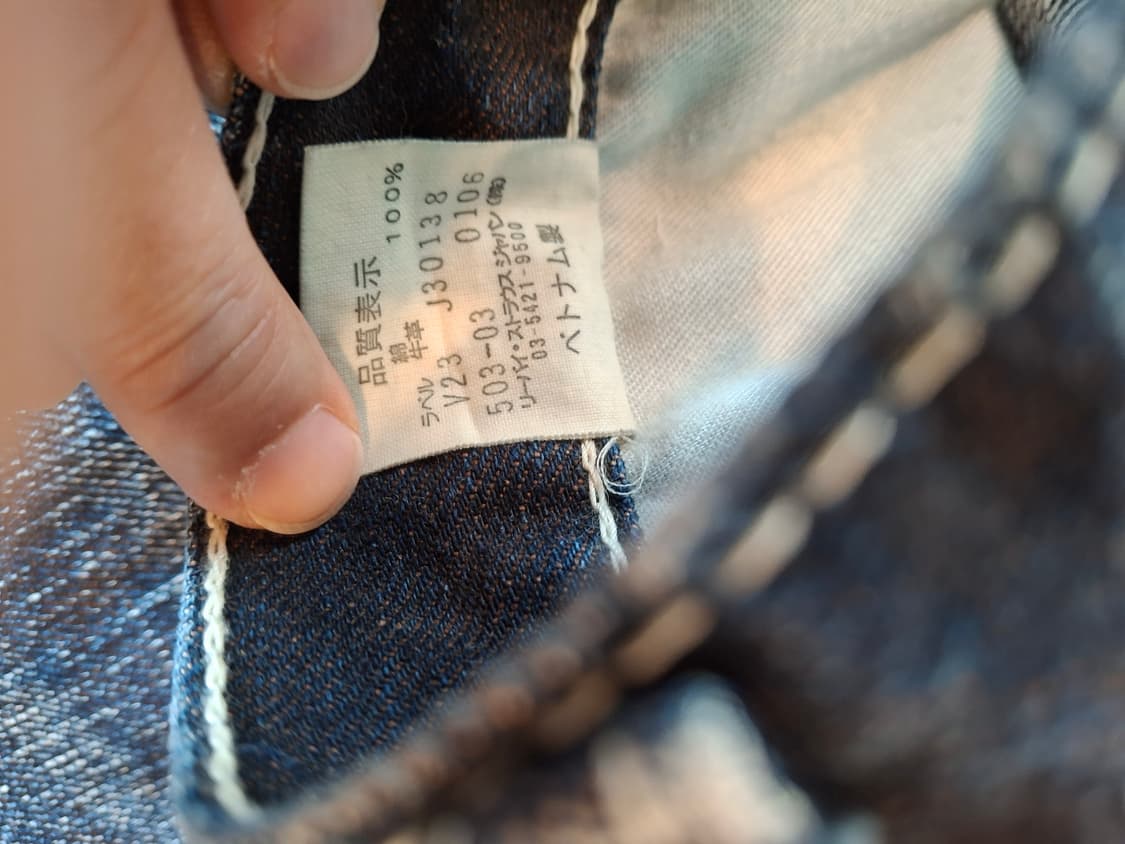 品質表示
綿 100%
牛革
ラベル J30138
V23 0106
503-03
リーバイ・ストラウスジャパン(株)
03-5421-9500
ベトナム製